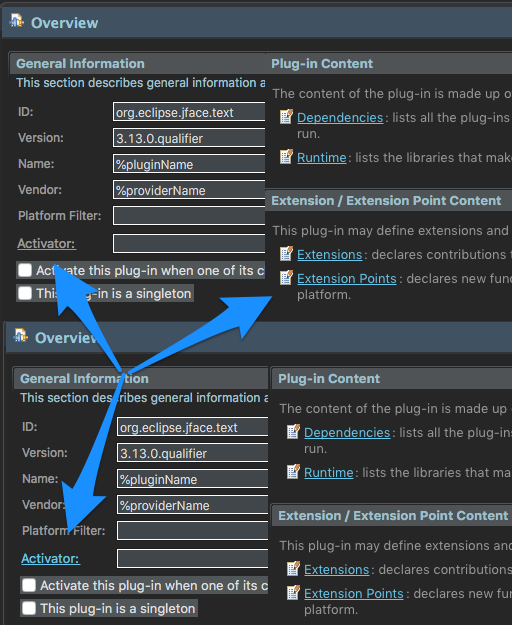 Overview
General Information
This section describes general information a
ID:
org.eclipse.jface.text
Version:
3.13.0.qualifier
Name:
%pluginName
Vendor:
%providerName
Platform Filter:
Activator:
Activate this plug-in when one of its c
This plug-in is a singleton
Plug-in Content
The content of the plug-in is made up o
Dependencies: lists all the plug-ins
run.
Runtime: lists the libraries that make
Extension / Extension Point Content
This plug-in may define extensions and
Extensions: declares contributions t
Extension Points: declares new func
platform.
Overview
General Information
This section describes general information a
ID:
org.eclipse.jface.text
Version:
3.13.0.qualifier
Name:
%pluginName
Vendor:
%providerName
Platform Filter:
Activator:
Activate this plug-in when one of its c
This plug-in is a singleton
Plug-in Content
The content of the plug-in is made up
Dependencies: lists all the plug-ins
run.
Runtime: lists the libraries that ma
Extension / Extension Point Content
This plug-in may define extensions and
Extensions: declares contributions
Extension Points: declares new fu
platform.